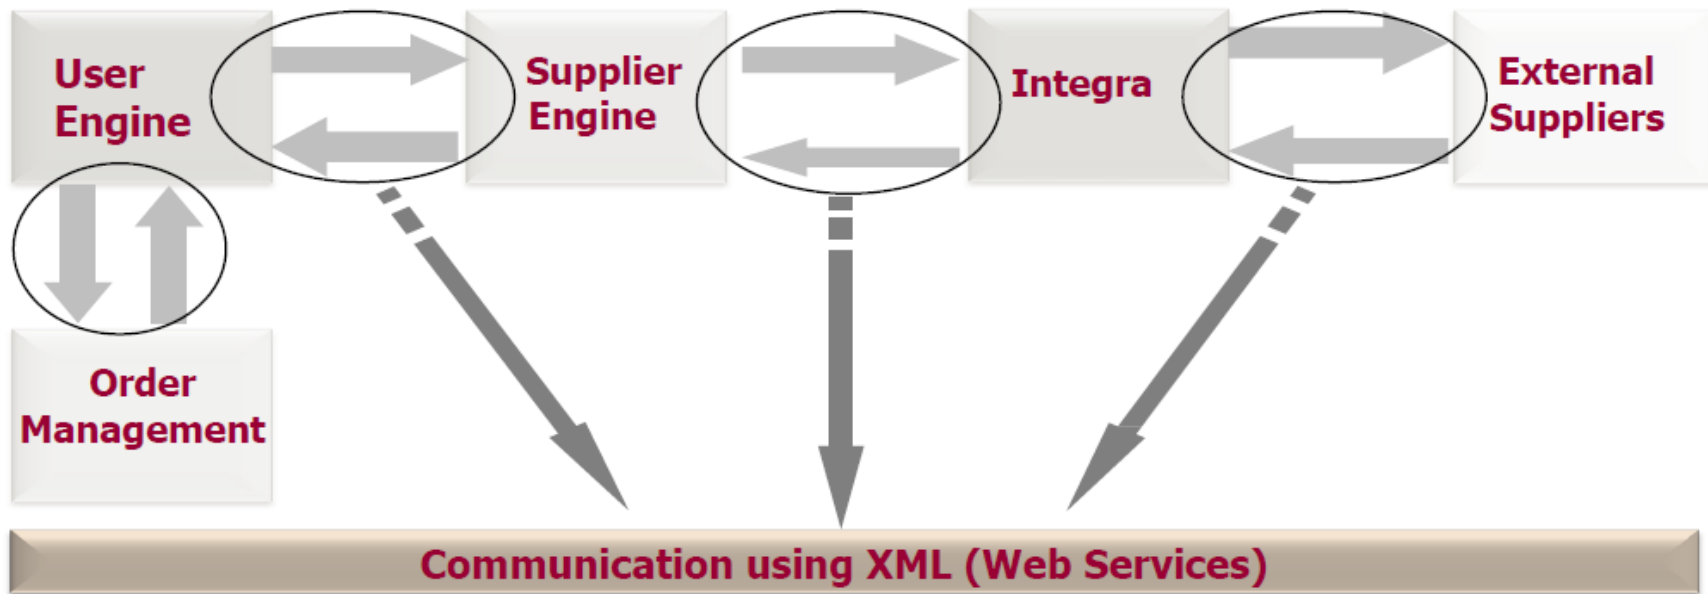 User
Engine
Supplier
Engine
Integra
External
Suppliers
Order
Management
Communication using XML (Web Services)